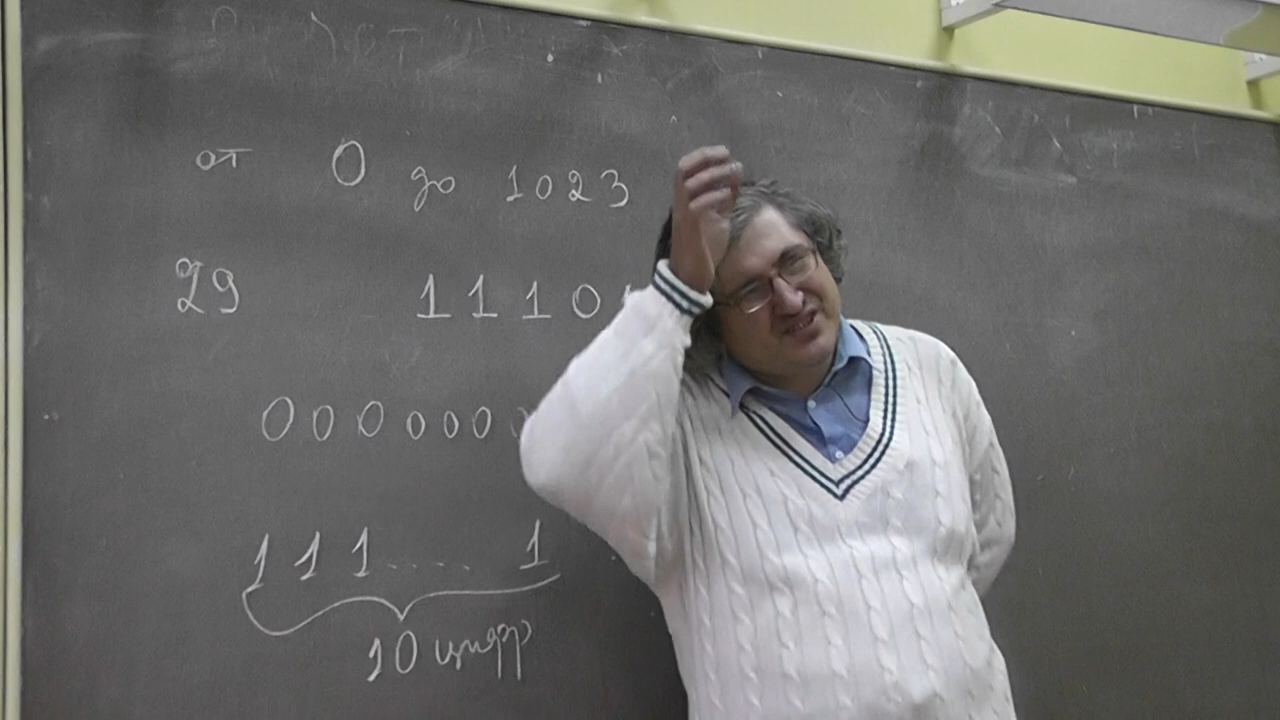 от 0 до 1023
29 1110
000000
111.....1
10 цифр